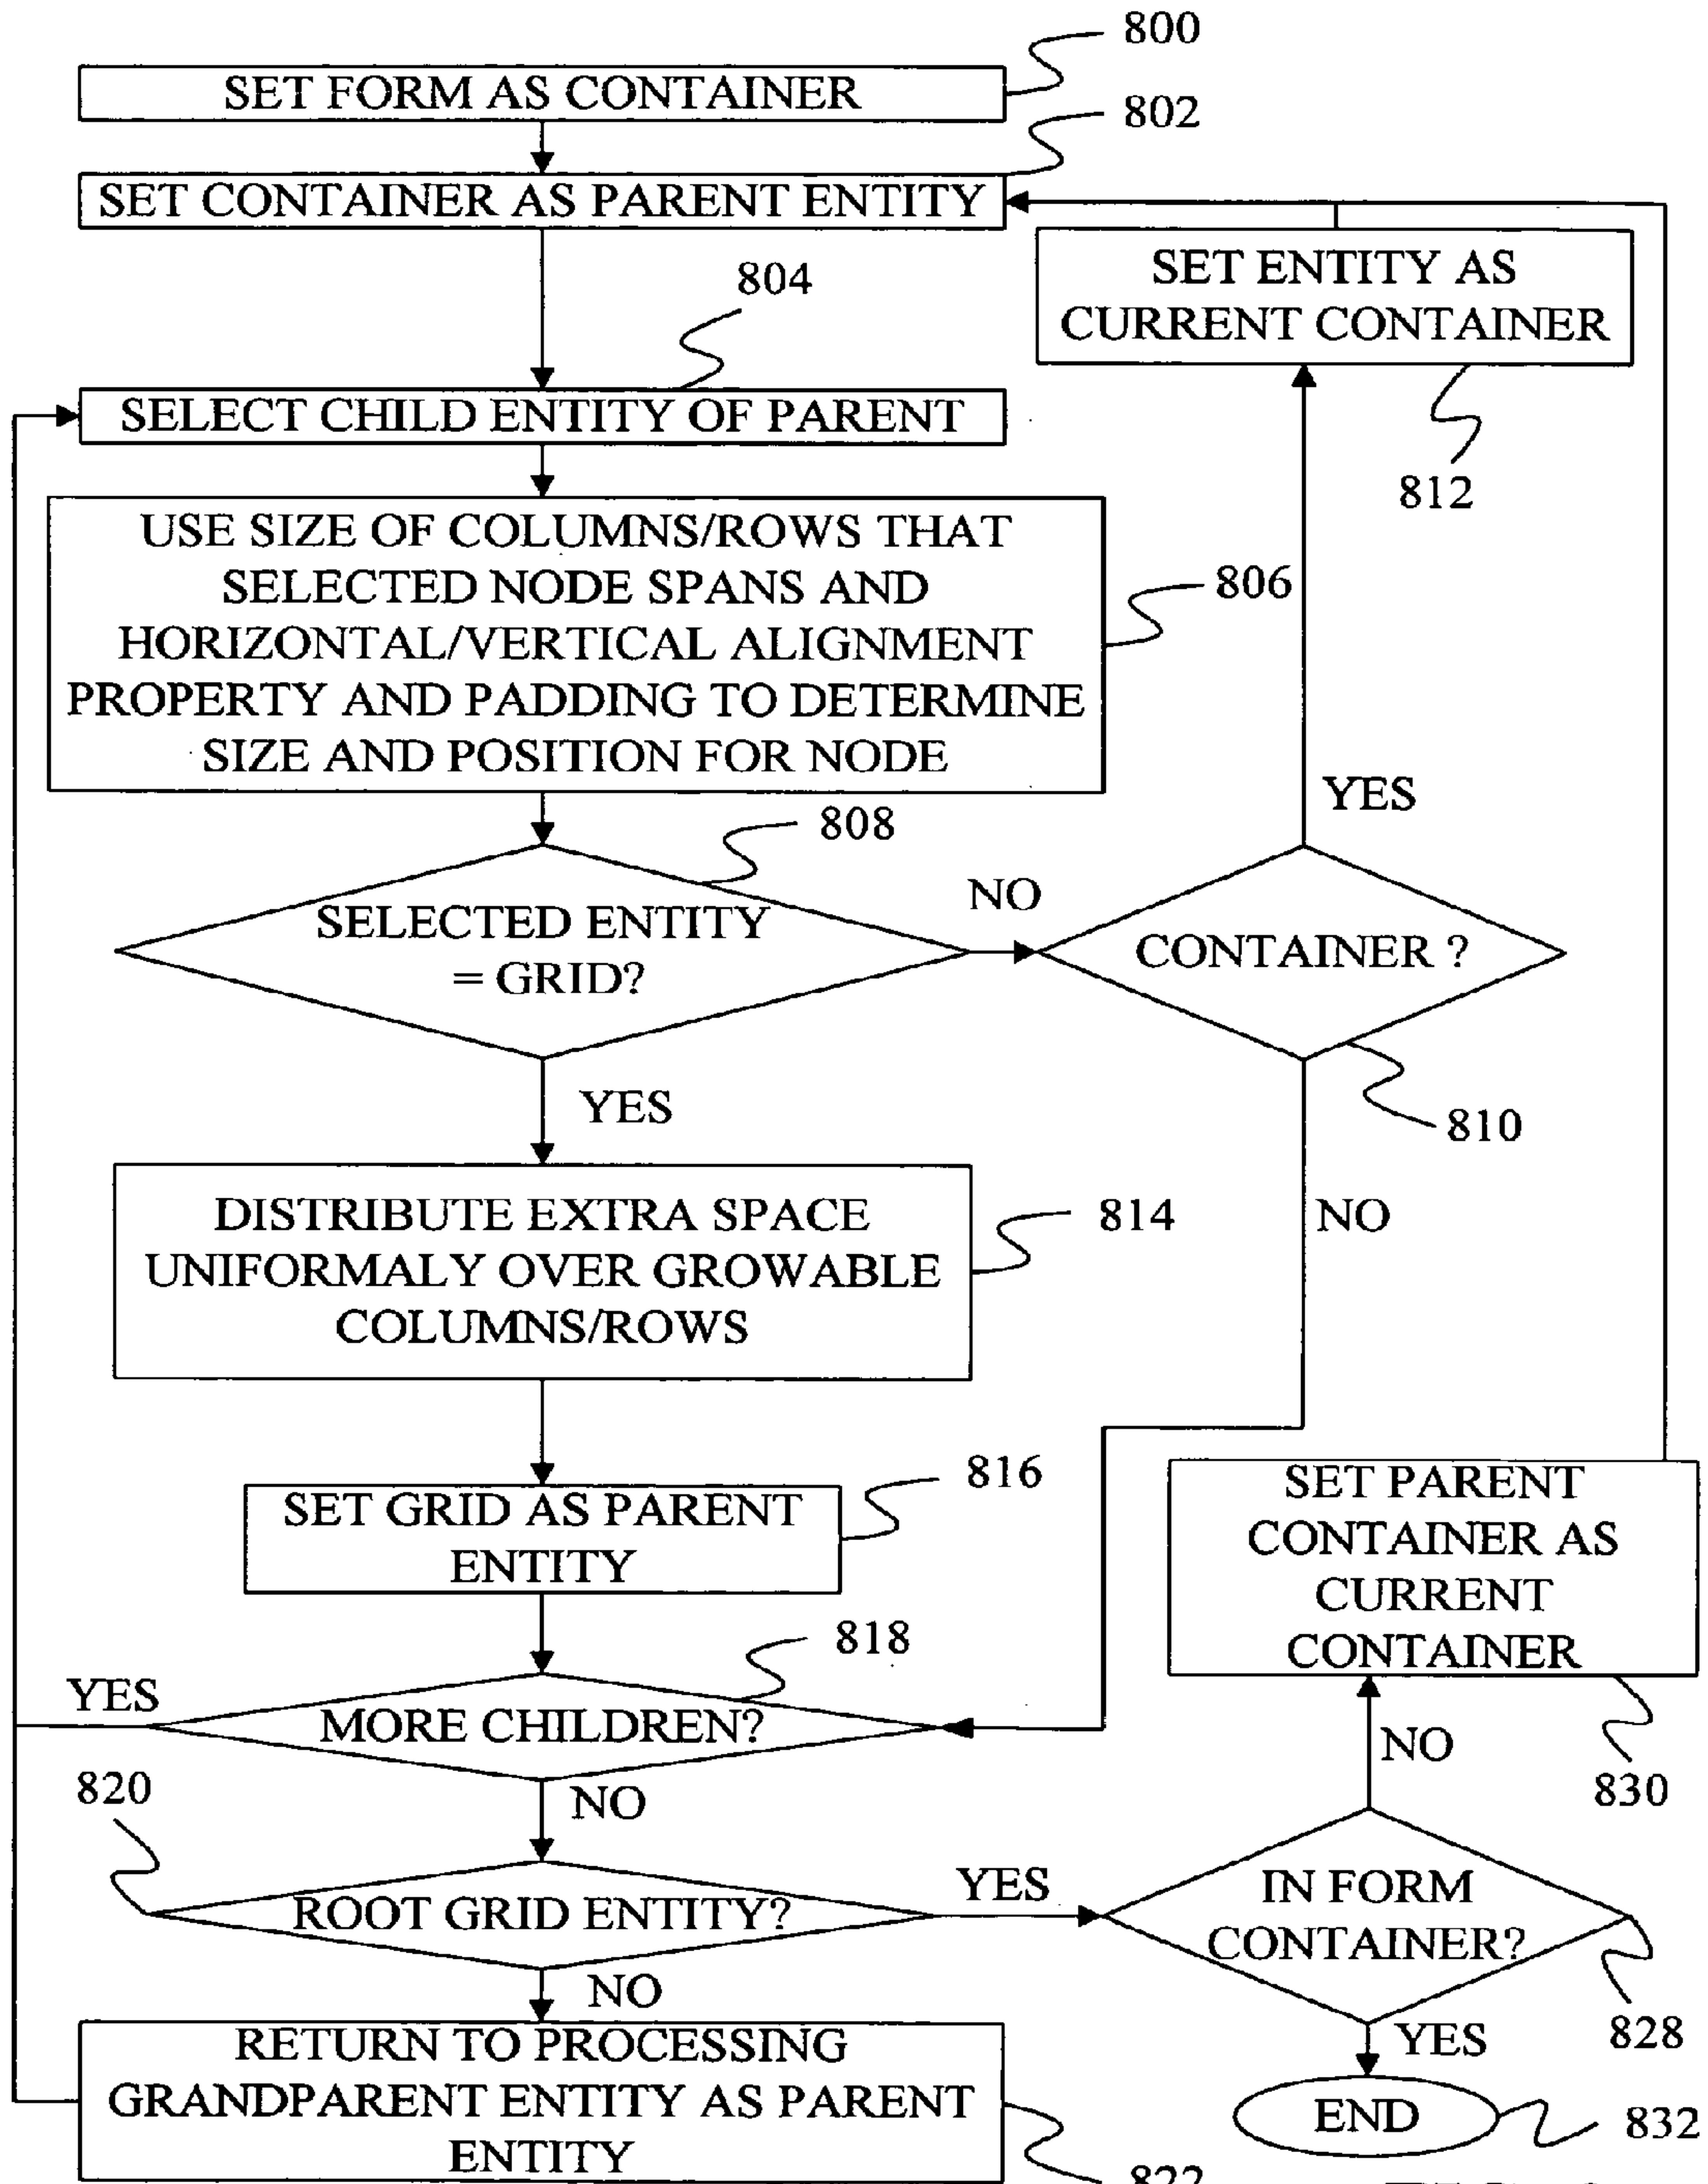 800
SET FORM AS CONTAINER
802
SET CONTAINER AS PARENT ENTITY
SET ENTITY AS
CURRENT CONTAINER
804
812
SELECT CHILD ENTITY OF PARENT
USE SIZE OF COLUMNS/ROWS THAT
SELECTED NODE SPANS AND
HORIZONTAL/VERTICAL ALIGNMENT
PROPERTY AND PADDING TO DETERMINE
SIZE AND POSITION FOR NODE
806
YES
808
SELECTED ENTITY
= GRID?
NO
CONTAINER ?
810
YES
NO
DISTRIBUTE EXTRA SPACE
UNIFORMALY OVER GROWABLE
COLUMNS/ROWS
814
816
SET GRID AS PARENT
ENTITY
SET PARENT
CONTAINER AS
CURRENT
CONTAINER
818
YES
MORE CHILDREN?
NO
830
820
NO
ROOT GRID ENTITY?
YES
IN FORM
CONTAINER?
828
NO
YES
RETURN TO PROCESSING
GRANDPARENT ENTITY AS PARENT
ENTITY
822
END
832